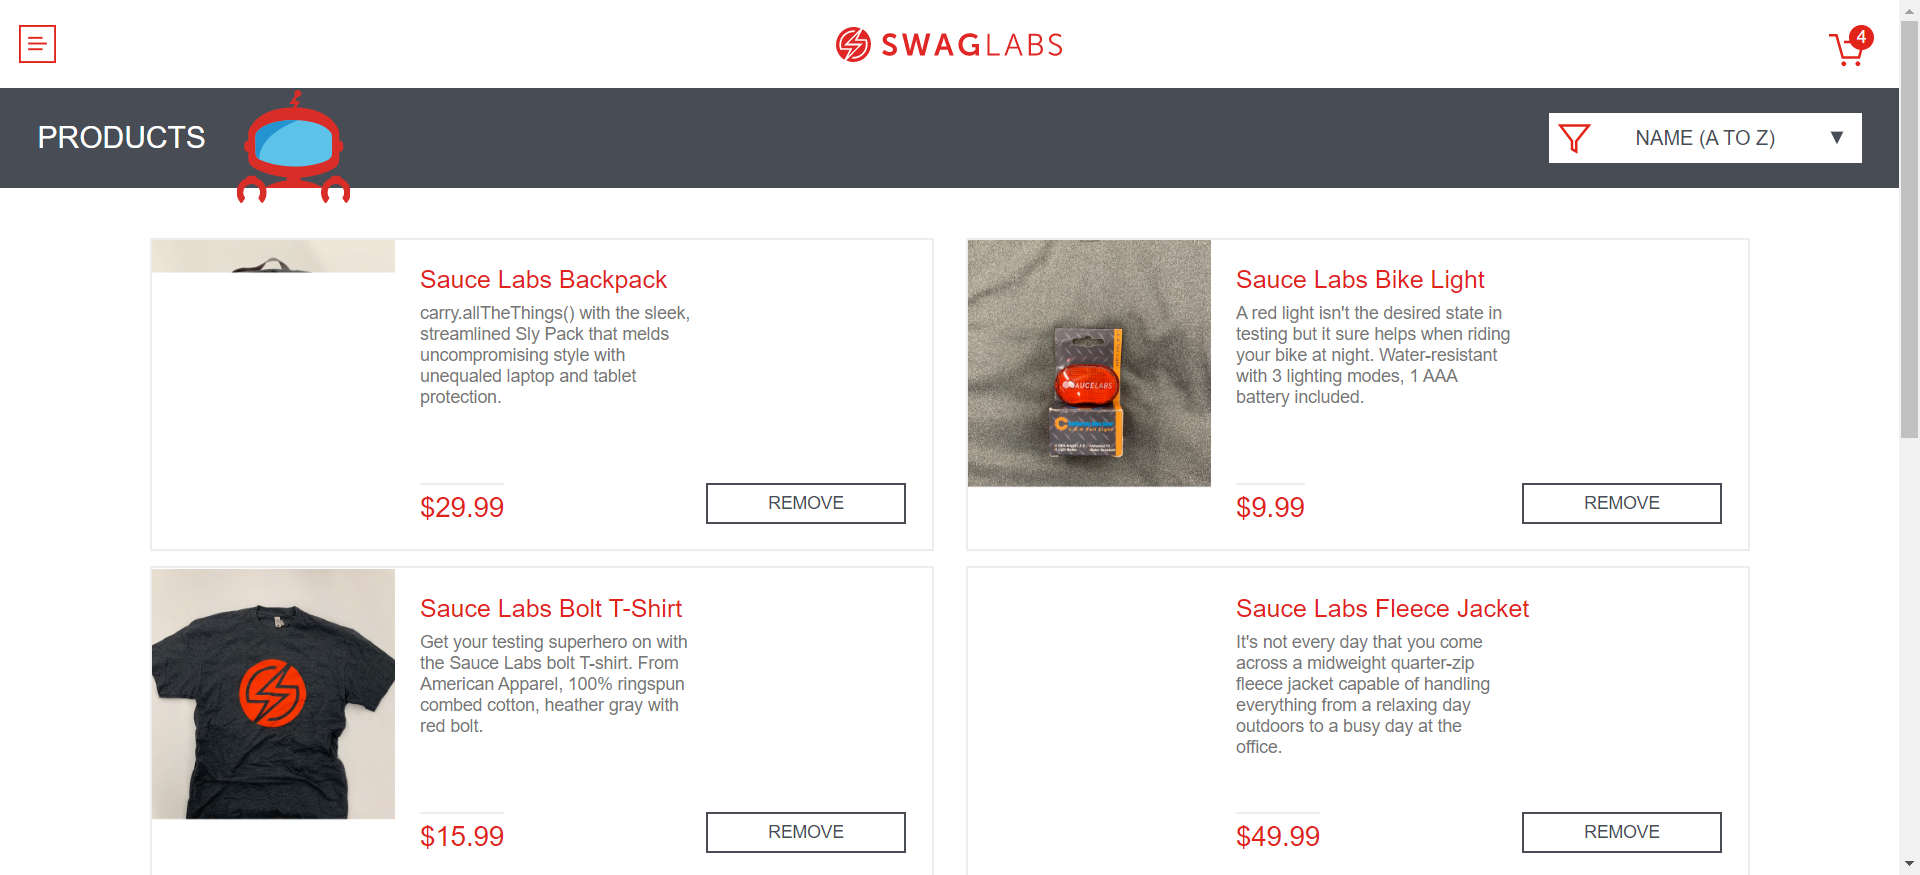 SWAGLABS
4
PRODUCTS
NAME (A TO Z)
Sauce Labs Backpack
carry.allTheThings() with the sleek,
streamlined Sly Pack that melds
uncompromising style with
unequaled laptop and tablet
protection.
$29.99
REMOVE
Sauce Labs Bike Light
A red light isn't the desired state in
testing but it sure helps when riding
your bike at night. Water-resistant
with 3 lighting modes, 1 AAA
battery included.
SAUCELABS
$9.99
REMOVE
Sauce Labs Bolt T-Shirt
Get your testing superhero on with
the Sauce Labs bolt T-shirt. From
American Apparel, 100% ringspun
combed cotton, heather gray with
red bolt.
$15.99
REMOVE
Sauce Labs Fleece Jacket
It's not every day that you come
across a midweight quarter-zip
fleece jacket capable of handling
everything from a relaxing day
outdoors to a busy day at the
office.
$49.99
REMOVE